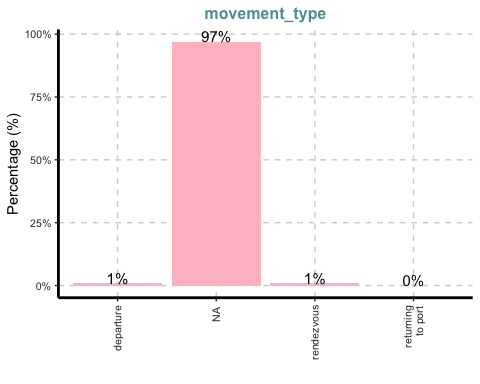 movement_type
Percentage (%)
100%
75%
50%
25%
0%
1%
97%
1%
0%
departure
NA
rendezvous
returning
to port